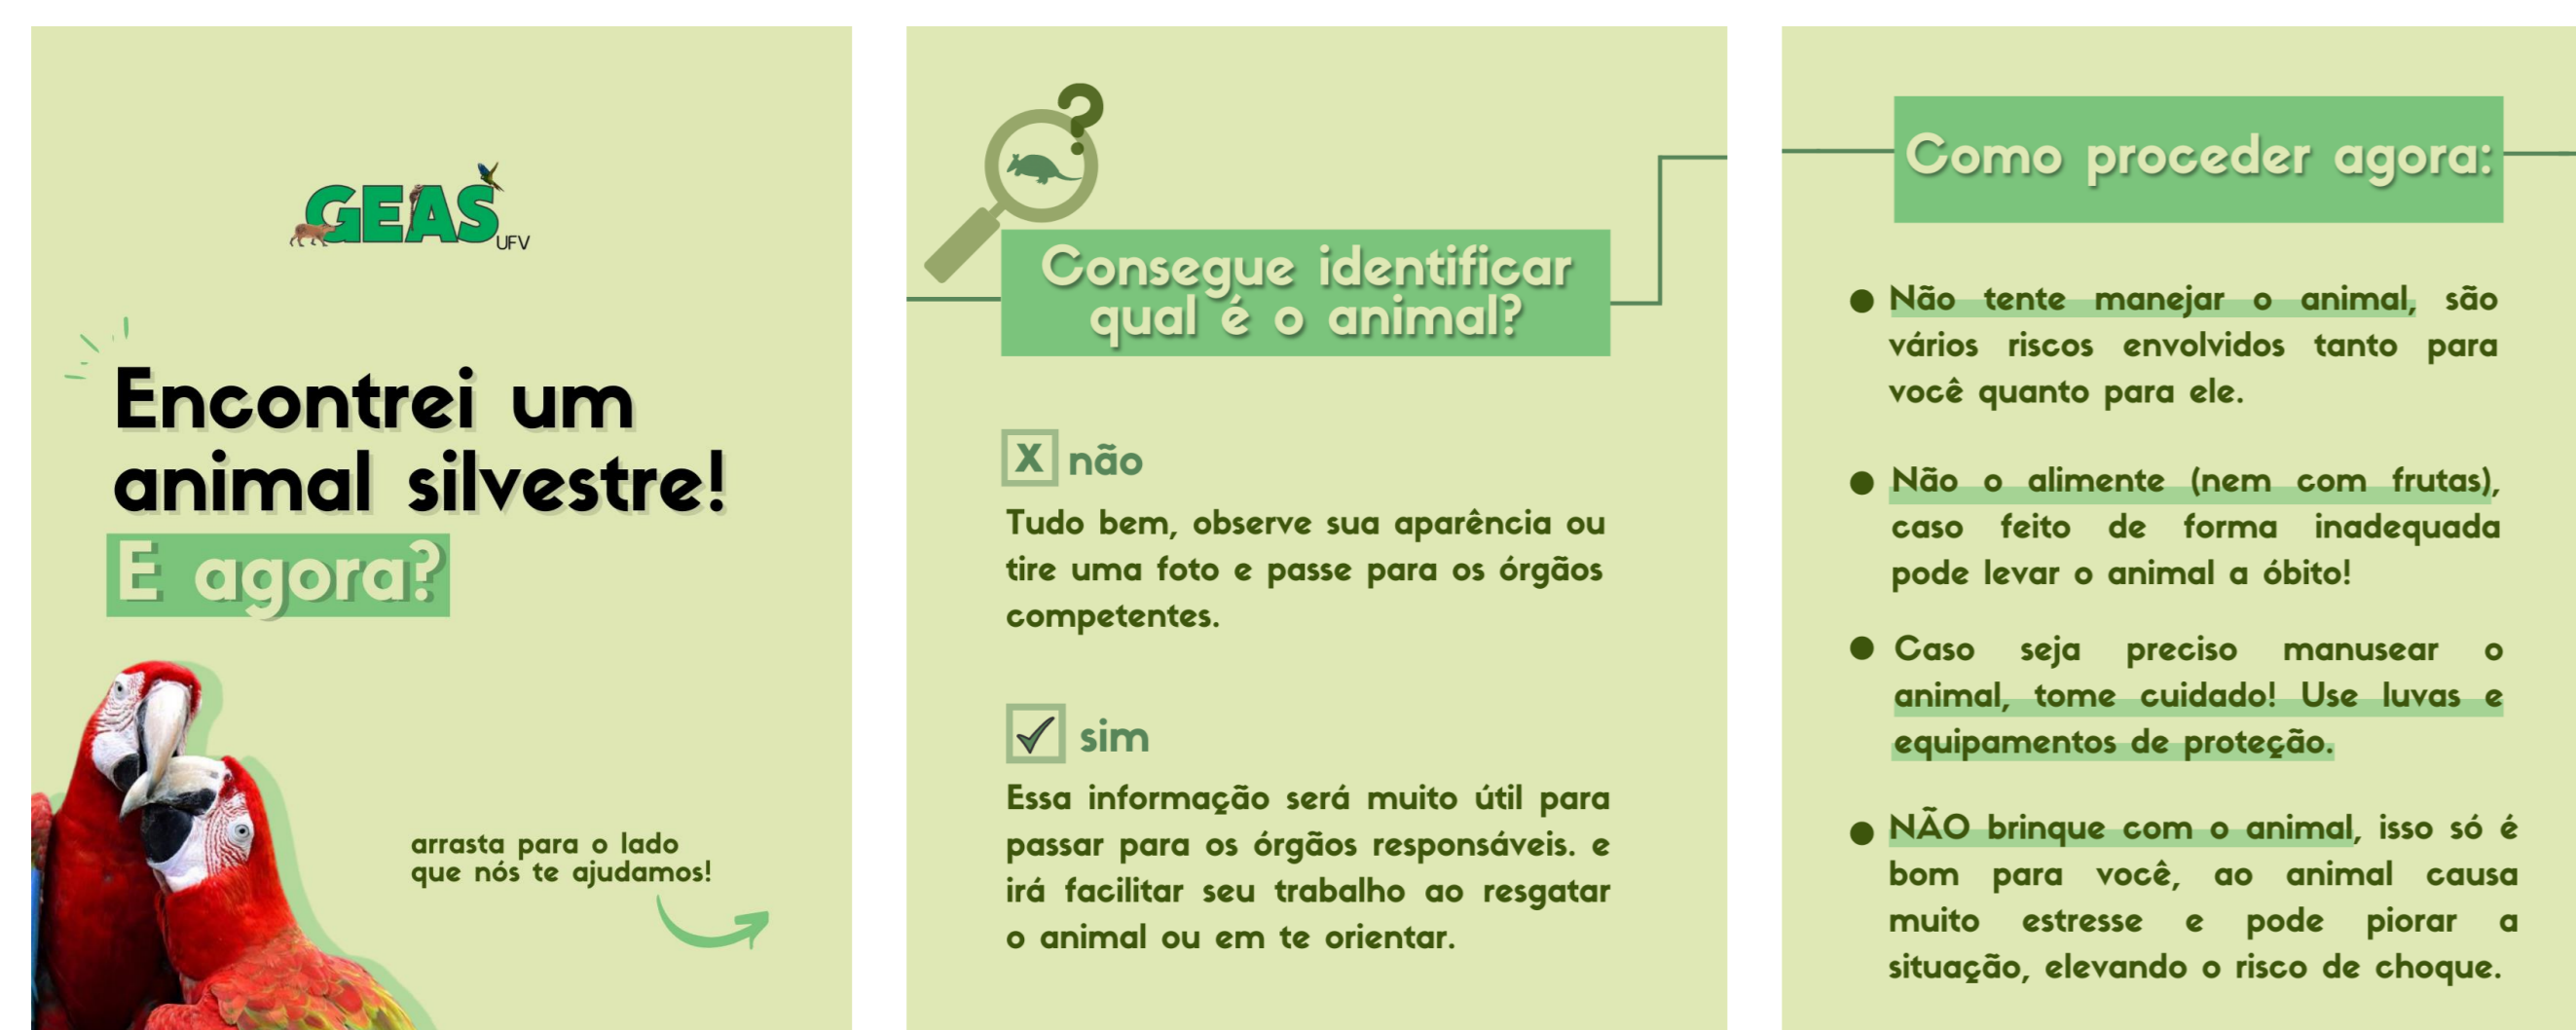 GEAS
UFV
Encontrei um
animal silvestre!
E agora?
arrasta para o lado
que nós te ajudamos!
?
Consegue identificar
qual é o animal?
X não
Tudo bem, observe sua aparência ou
tire uma foto e passe para os órgãos
competentes.
✓ sim
Essa informação será muito útil para
passar para os órgãos responsáveis. e
irá facilitar seu trabalho ao resgatar
o animal ou em te orientar.
Como proceder agora:
● Não tente manejar o animal, são
vários riscos envolvidos tanto para
você quanto para ele.
● Não o alimente (nem com frutas),
caso feito de forma inadequada
pode levar o animal a óbito!
● Caso seja preciso manusear o
animal, tome cuidado! Use luvas e
equipamentos de proteção.
● NÃO brinque com o animal, isso só é
bom para você, ao animal causa
muito estresse e pode piorar a
situação, elevando o risco de choque.